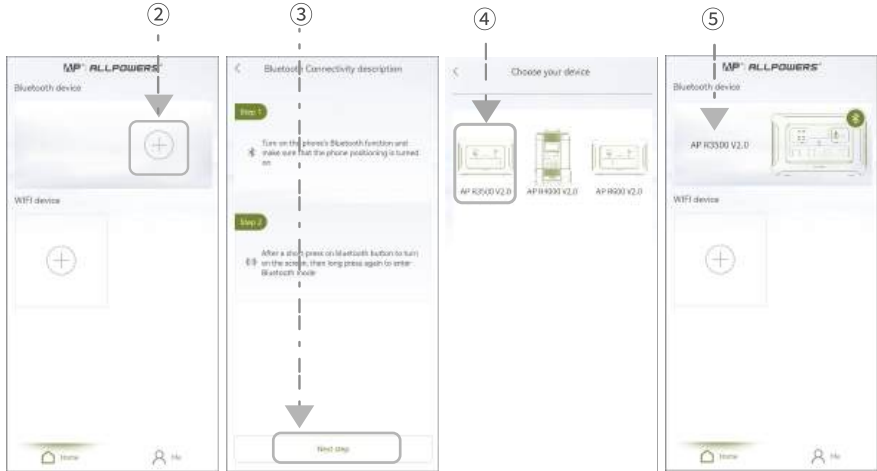 ②
③
④
⑤
ALLPOWERS
Bluetooth device
WIFI device
Home
Me
Bluetooth Connectivity description
Step 1
Turn on the phone's Bluetooth function and
make sure that the phone positioning is turned
on
Step 2
After a short press on bluetooth button to turn
on the screen, then long press again to enter
Bluetooth mode
Next step
Choose your device
AP R3500 V2.0
AP R4000 V2.0
AP R600 V2.0
ALLPOWERS
Bluetooth device
AP R3500 V2.0
WIFI device
Home
Me